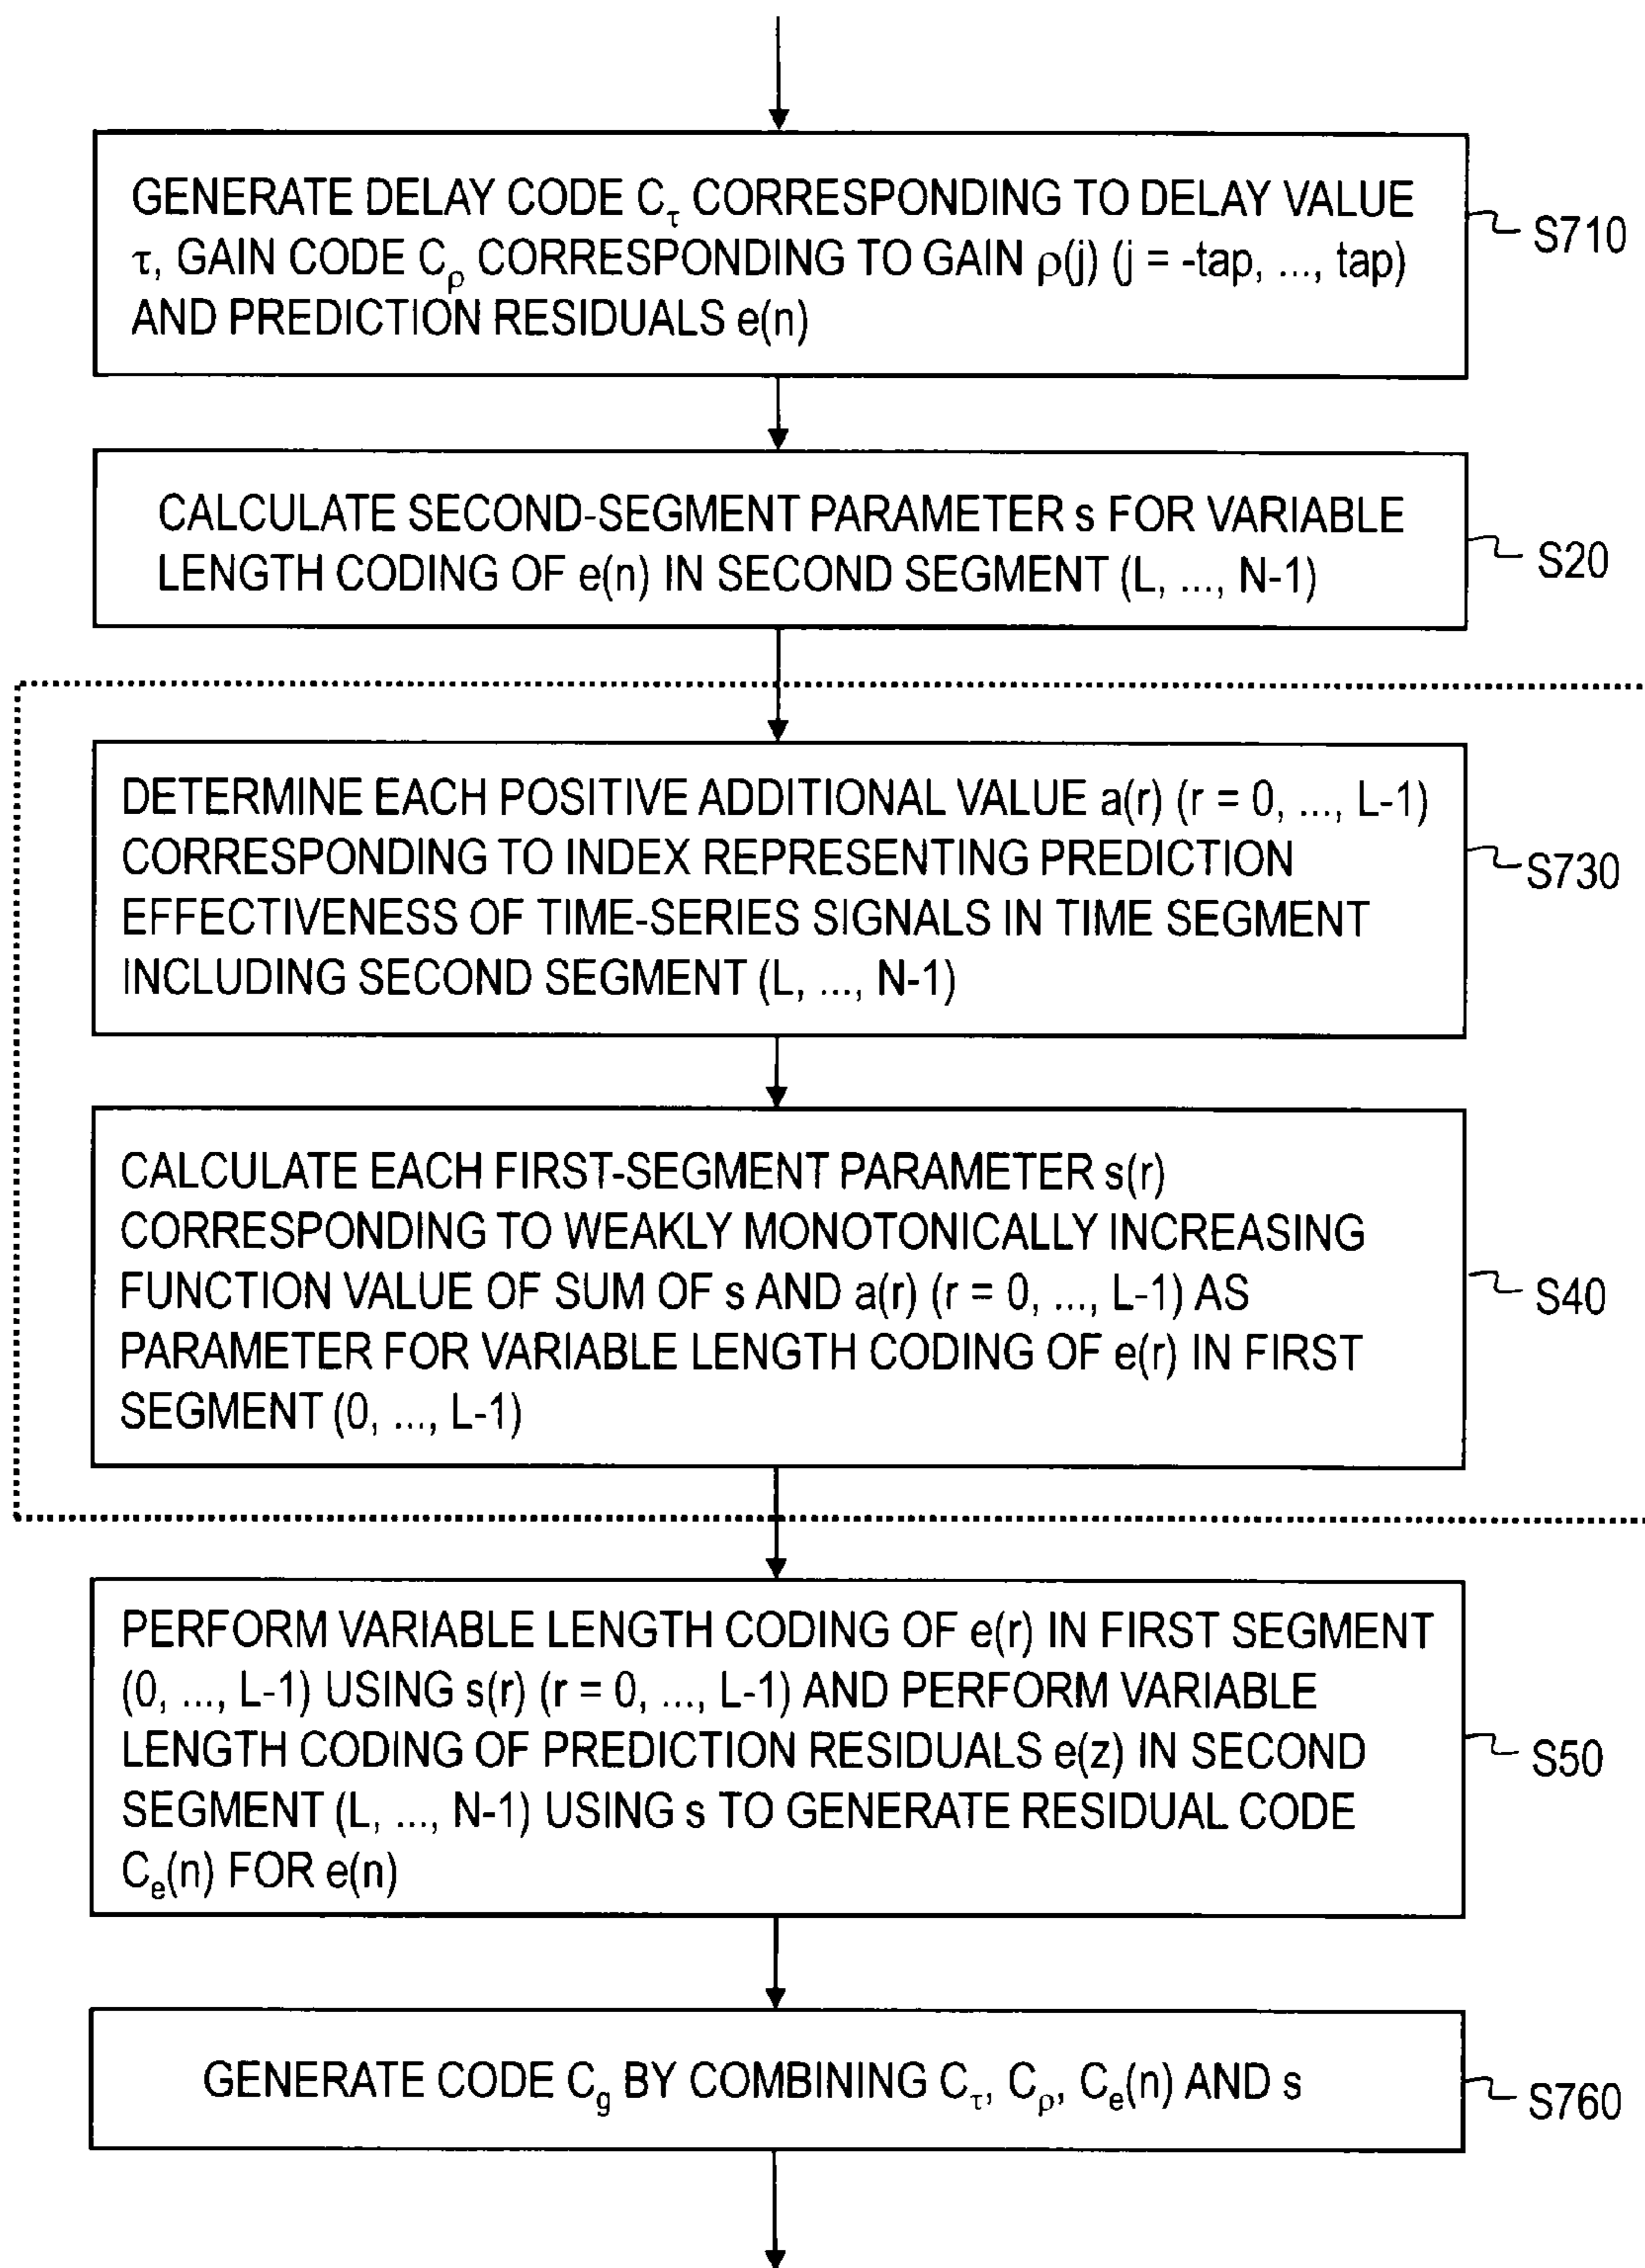 GENERATE DELAY CODE Cτ CORRESPONDING TO DELAY VALUE
τ, GAIN CODE Cρ CORRESPONDING TO GAIN ρ(j) (j = -tap, ..., tap)
AND PREDICTION RESIDUALS e(n)
S710
CALCULATE SECOND-SEGMENT PARAMETER s FOR VARIABLE
LENGTH CODING OF e(n) IN SECOND SEGMENT (L, ..., N-1)
S20
DETERMINE EACH POSITIVE ADDITIONAL VALUE a(r) (r = 0, ..., L-1)
CORRESPONDING TO INDEX REPRESENTING PREDICTION
EFFECTIVENESS OF TIME-SERIES SIGNALS IN TIME SEGMENT
INCLUDING SECOND SEGMENT (L, ..., N-1)
S730
CALCULATE EACH FIRST-SEGMENT PARAMETER s(r)
CORRESPONDING TO WEAKLY MONOTONICALLY INCREASING
FUNCTION VALUE OF SUM OF s AND a(r) (r = 0, ..., L-1) AS
PARAMETER FOR VARIABLE LENGTH CODING OF e(r) IN FIRST
SEGMENT (0, ..., L-1)
S40
PERFORM VARIABLE LENGTH CODING OF e(r) IN FIRST SEGMENT
(0, ..., L-1) USING s(r) (r = 0, ..., L-1) AND PERFORM VARIABLE
LENGTH CODING OF PREDICTION RESIDUALS e(z) IN SECOND
SEGMENT (L, ..., N-1) USING s TO GENERATE RESIDUAL CODE
Ce(n) FOR e(n)
S50
GENERATE CODE Cg BY COMBINING Cτ, Cρ, Ce(n) AND s
S760